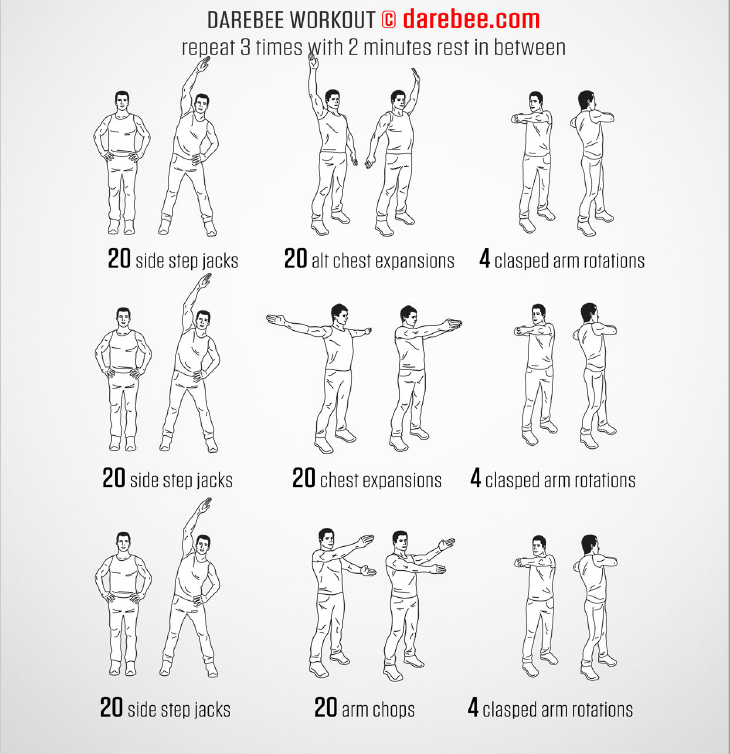 DAREBEE WORKOUT © darebee.com
repeat 3 times with 2 minutes rest in between
20 side step jacks
20 alt chest expansions
4 clasped arm rotations
20 side step jacks
20 chest expansions
4 clasped arm rotations
20 side step jacks
20 arm chops
4 clasped arm rotations